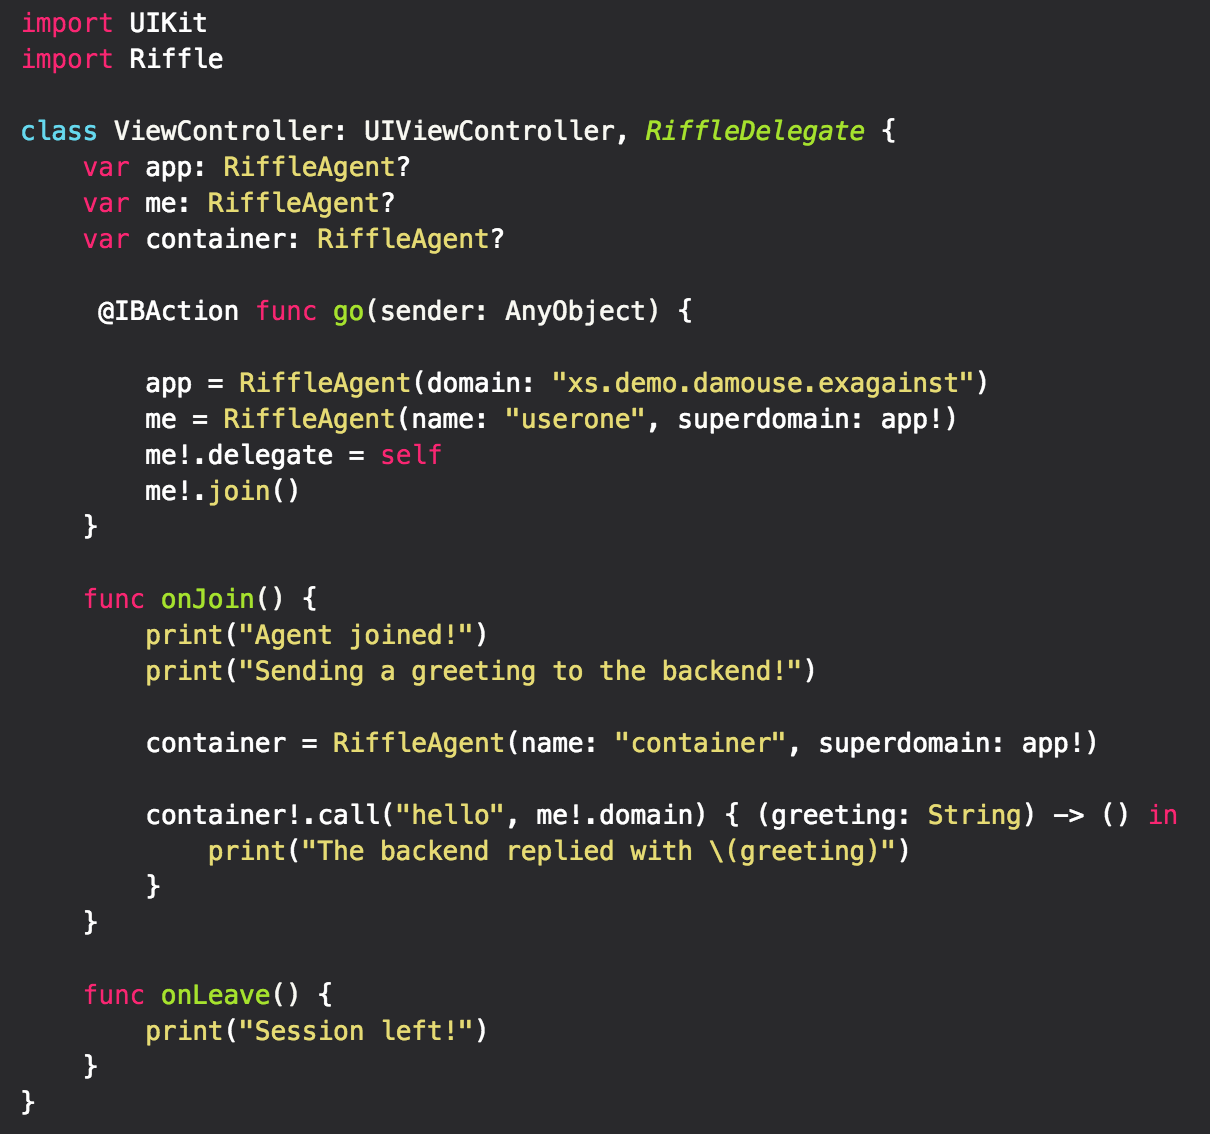 import UIKit
import Riffle
class ViewController: UIViewController, RiffleDelegate {
var app: RiffleAgent?
var me: RiffleAgent?
var container: RiffleAgent?
@IBAction func go(sender: AnyObject) {
app = RiffleAgent(domain: "xs.demo.damouse.exagainst")
me = RiffleAgent(name: "userone", superdomain: app!)
me!.delegate = self
me!.join()
}
func onJoin() {
print("Agent joined!")
print("Sending a greeting to the backend!")
container = RiffleAgent(name: "container", superdomain: app!)
container!.call("hello", me!.domain) { (greeting: String) -> () in
print("The backend replied with \(greeting)")
}
}
func onLeave() {
print("Session left!")
}
}